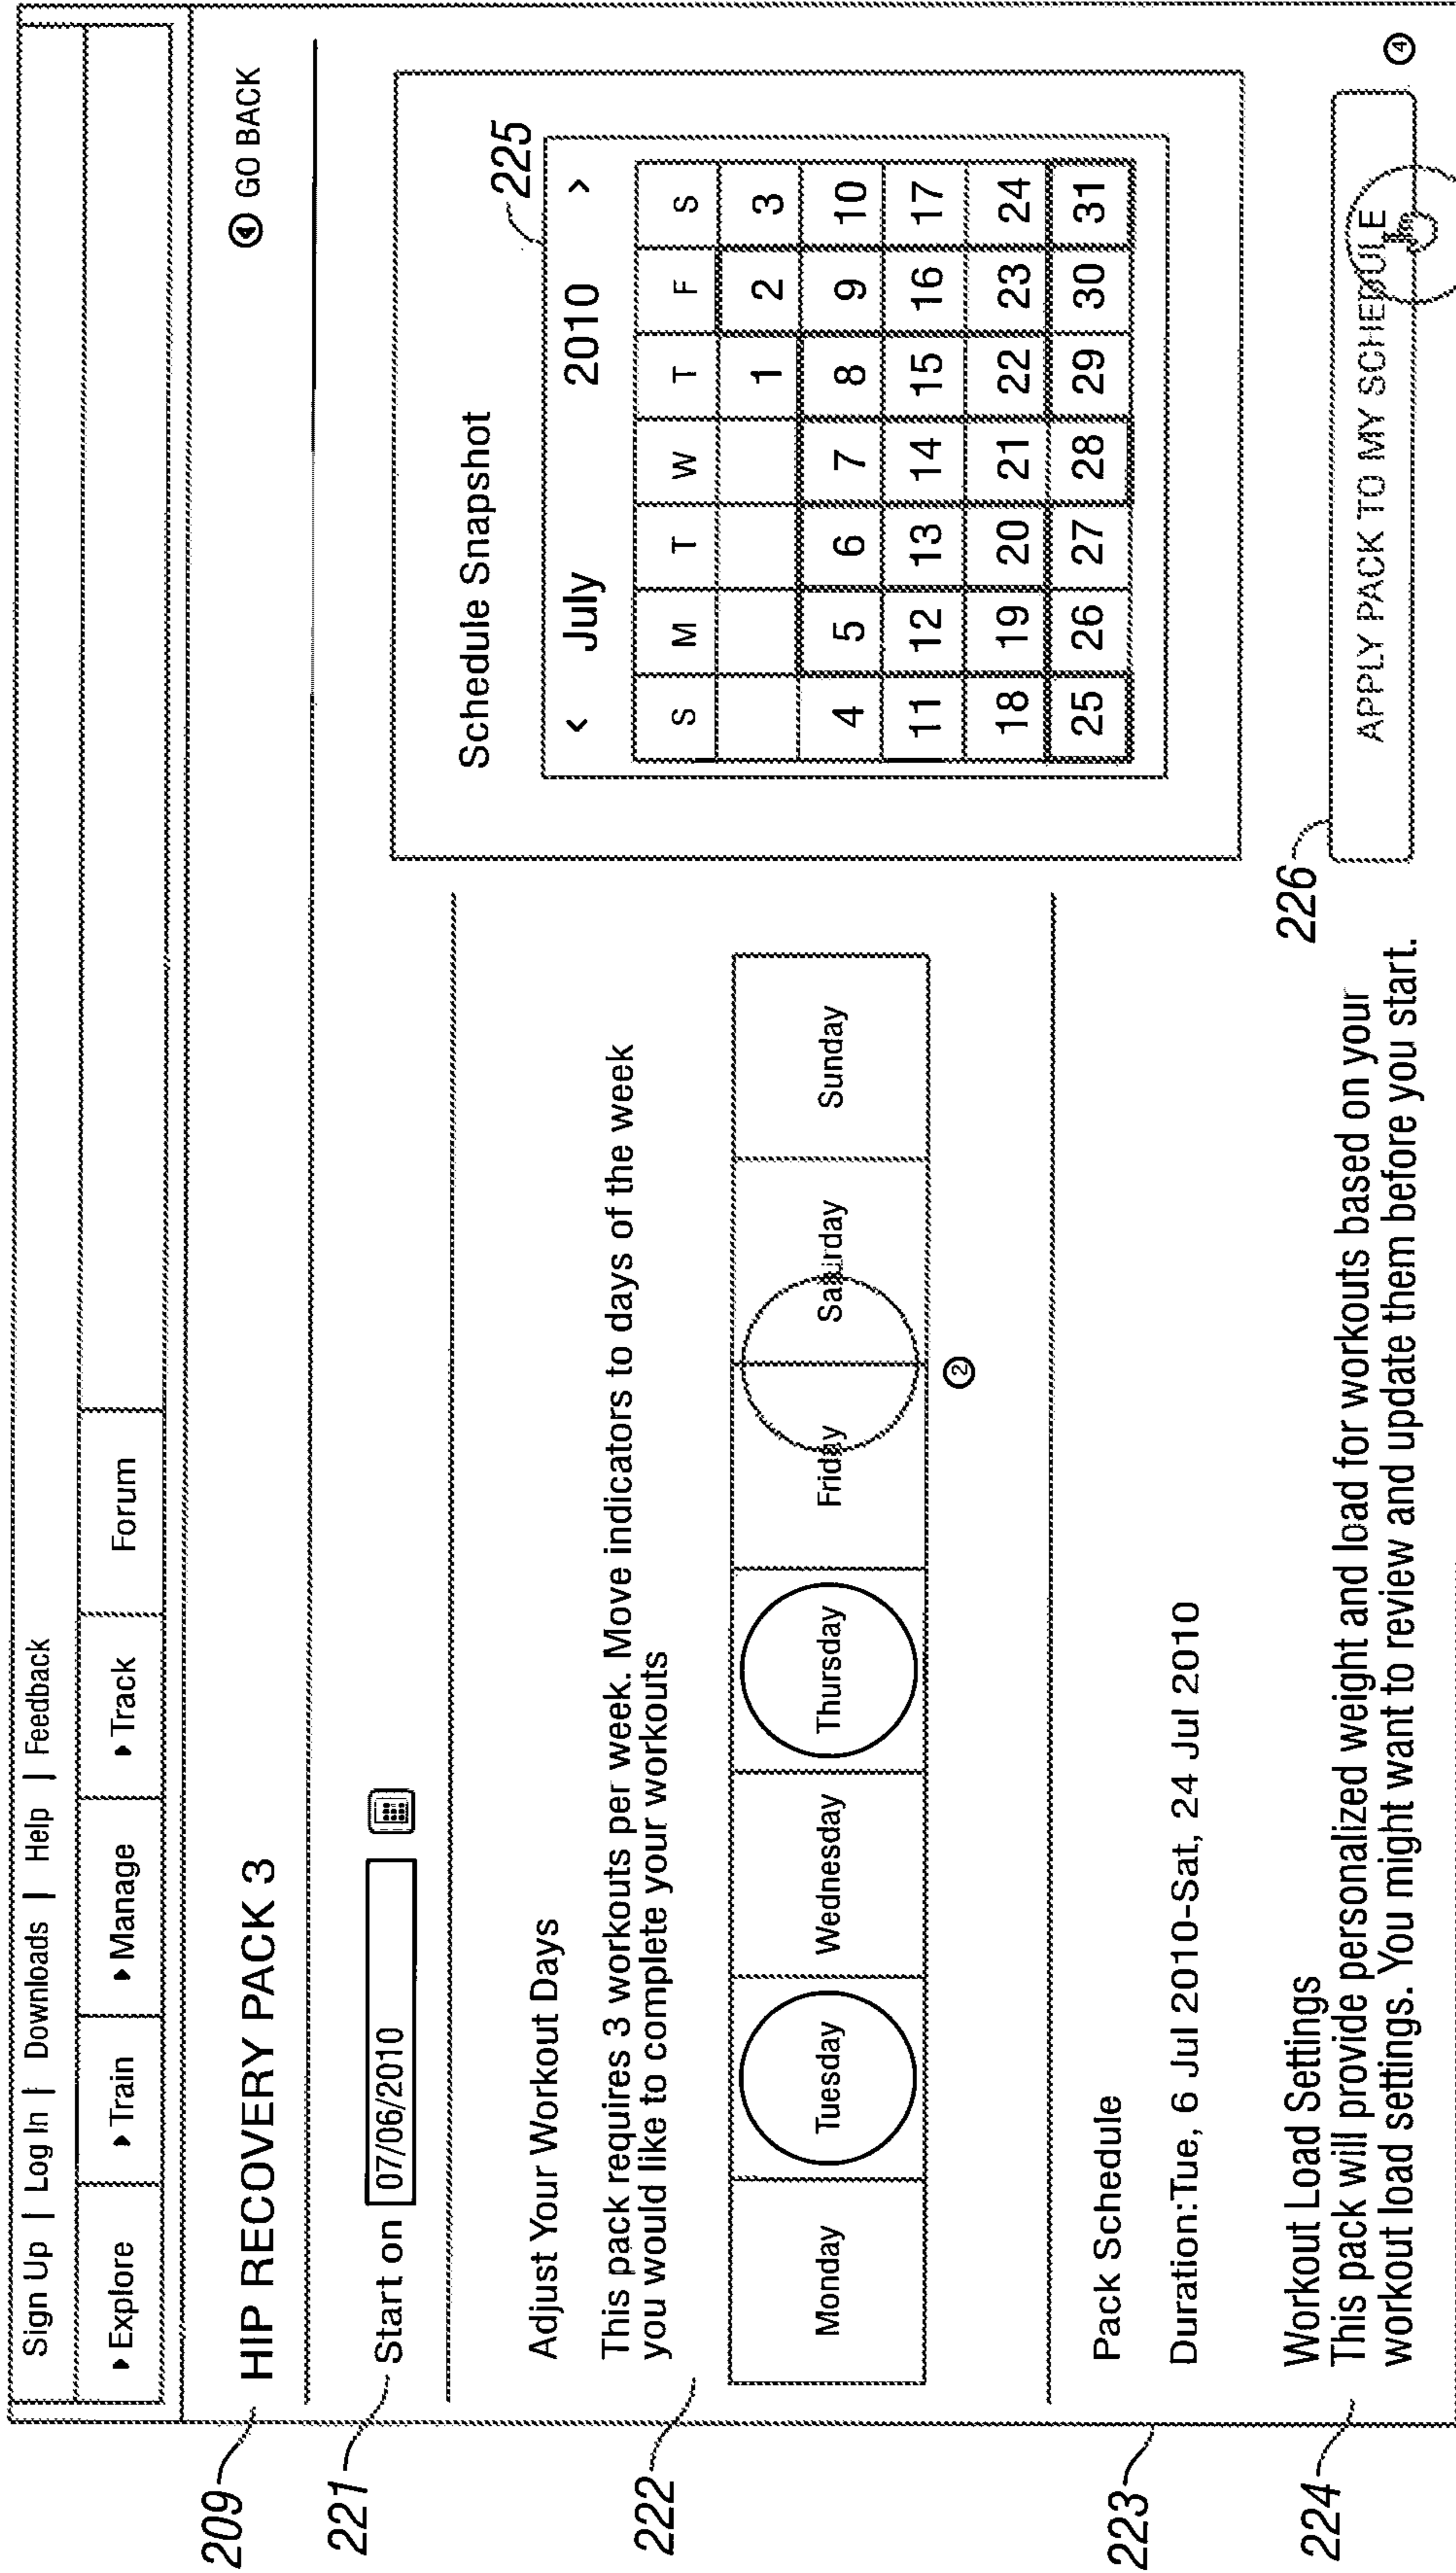 Sign Up | Log In | Downloads | Help | Feedback
Explore Train Manage Track Forum
209 HIP RECOVERY PACK 3
GO BACK
221 Start on 07/06/2010
222
Adjust Your Workout Days
This pack requires 3 workouts per week. Move indicators to days of the week
you would like to complete your workouts
Monday Tuesday Wednesday Thursday Friday Saturday Sunday
2
223
Pack Schedule
Duration:Tue, 6 Jul 2010-Sat, 24 Jul 2010
224
Workout Load Settings
This pack will provide personalized weight and load for workouts based on your
workout load settings. You might want to review and update them before you start.
Schedule Snapshot
225
< July 2010 >
S M T W T F S
1 2 3
4 5 6 7 8 9 10
11 12 13 14 15 16 17
18 19 20 21 22 23 24
25 26 27 28 29 30 31
226
APPLY PACK TO MY SCHEDULE
4